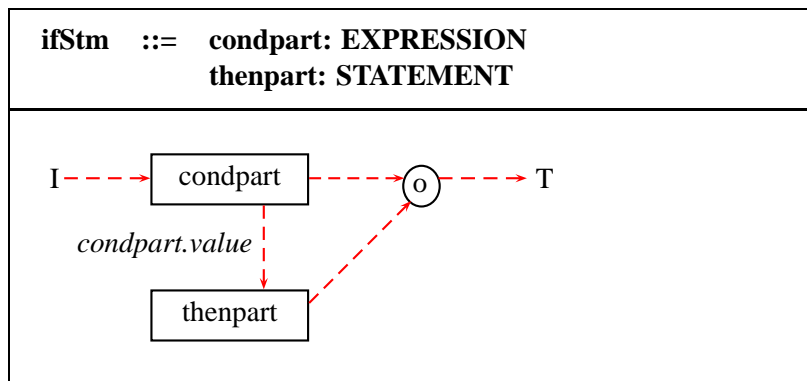 ifStm ::= condpart: EXPRESSION
thenpart: STATEMENT
I condpart o T
condpart.value
thenpart